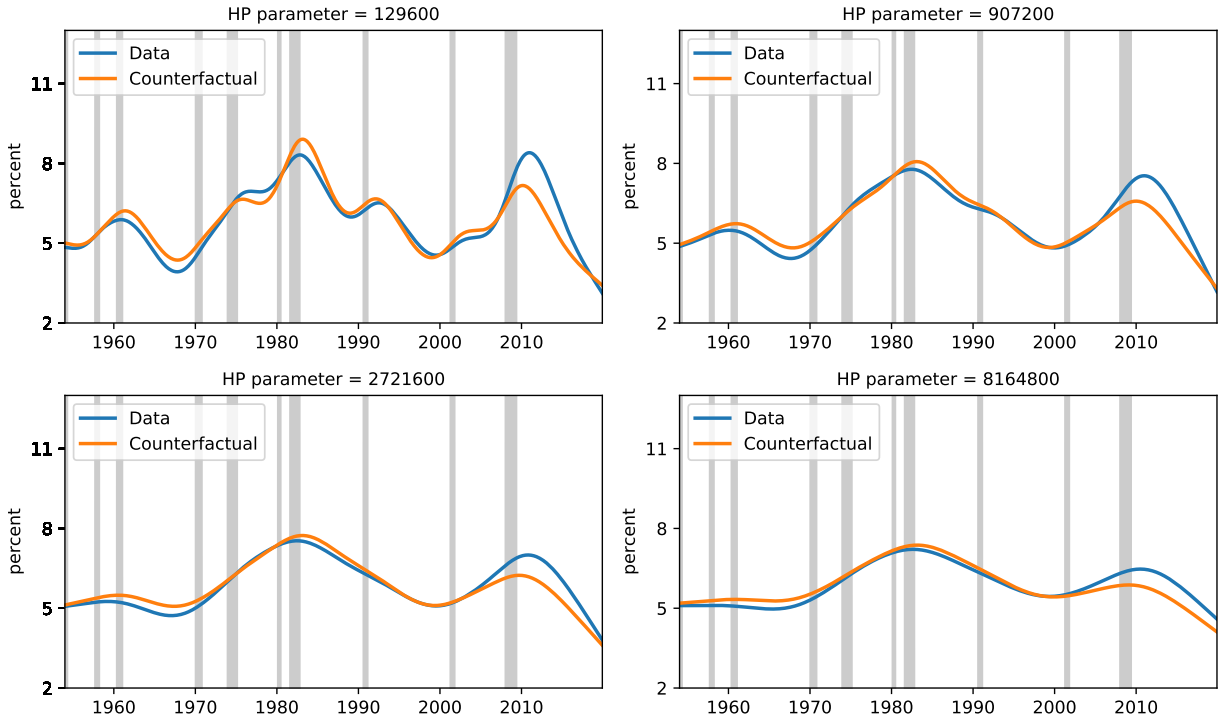 HP parameter = 129600
Data
Counterfactual
percent
11
8
5
2
1960 1970 1980 1990 2000 2010
HP parameter = 907200
Data
Counterfactual
percent
11
8
5
2
1960 1970 1980 1990 2000 2010
HP parameter = 2721600
Data
Counterfactual
percent
11
8
5
2
1960 1970 1980 1990 2000 2010
HP parameter = 8164800
Data
Counterfactual
percent
11
8
5
2
1960 1970 1980 1990 2000 2010